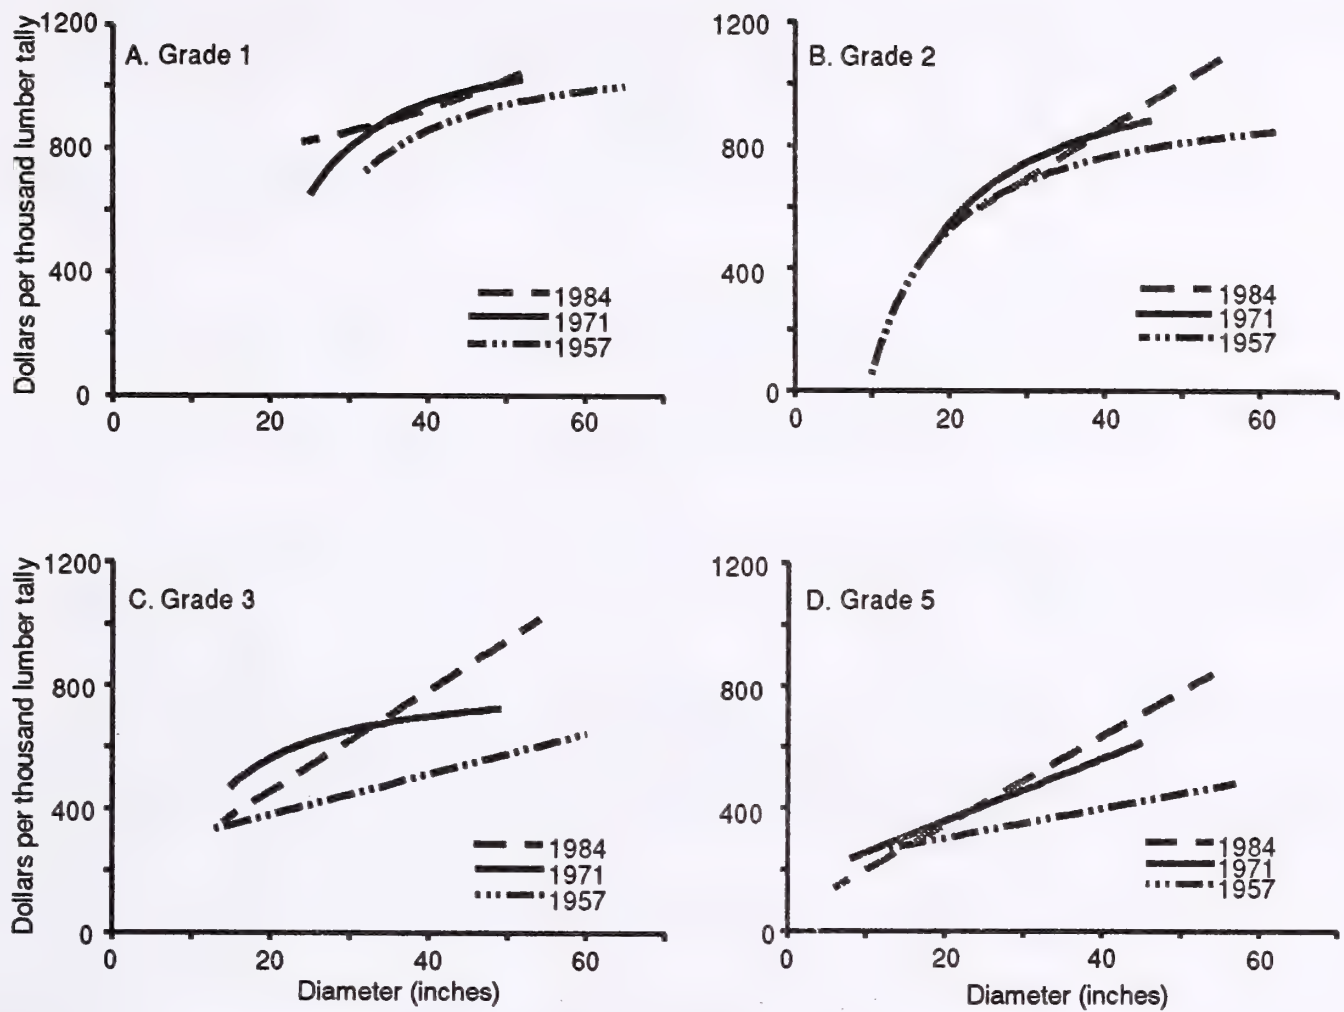 Dollars per thousand lumber tally
A. Grade 1
1200
800
400
0
0 20 40 60
1984
1971
1957
B. Grade 2
1200
800
400
0
0 20 40 60
1984
1971
1957
Dollars per thousand lumber tally
C. Grade 3
1200
800
400
0
0 20 40 60
Diameter (inches)
1984
1971
1957
D. Grade 5
1200
800
400
0
0 20 40 60
Diameter (inches)
1984
1971
1957